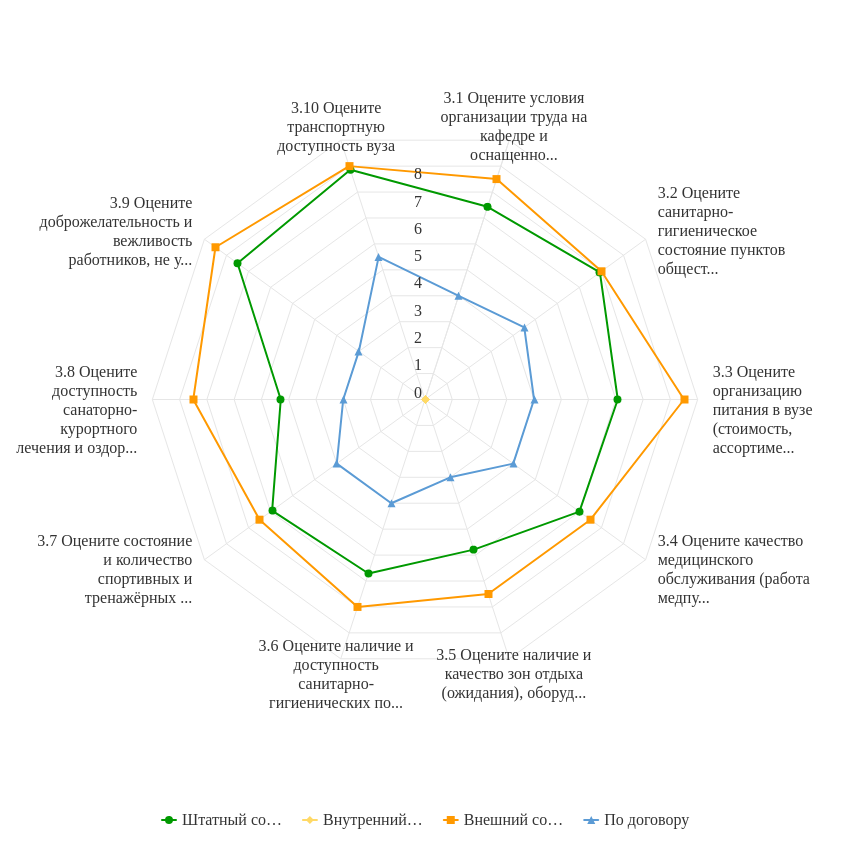 3.10 Оцените
транспортную
доступность вуза
3.1 Оцените условия
организации труда на
кафедре и
оснащенно...
3.2 Оцените
санитарно-
гигиеническое
состояние пунктов
общест...
3.9 Оцените
доброжелательность и
вежливость
работников, не у...
8
7
6
5
4
3
2
1
0
3.8 Оцените
доступность
санаторно-
курортного
лечения и оздор...
3.3 Оцените
организацию
питания в вузе
(стоимость,
ассортиме...
3.7 Оцените состояние
и количество
спортивных и
тренажёрных ...
3.4 Оцените качество
медицинского
обслуживания (работа
медпу...
3.6 Оцените наличие и
доступность
санитарно-
гигиенических по...
3.5 Оцените наличие и
качество зон отдыха
(ожидания), оборуд...
Штатный со… Внутренний… Внешний со… По договору